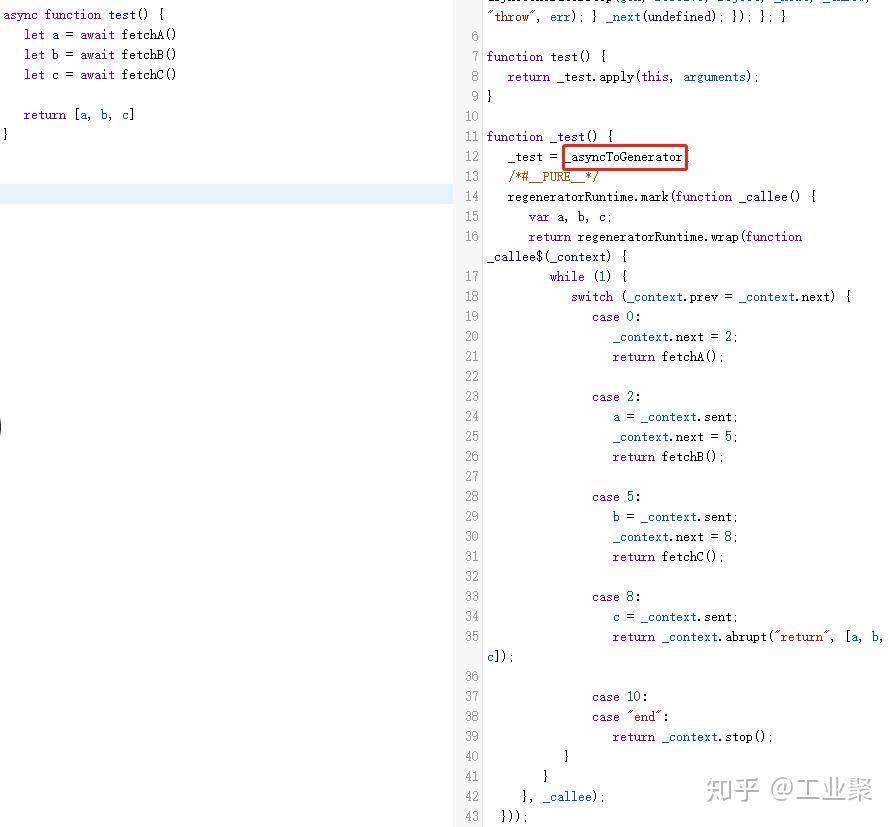 async function test() {
let a = await fetchA()
let b = await fetchB()
let c = await fetchC()
return [a, b, c]
}
"throw", err); } _next(undefined); }); }; }
6
7 function test() {
8 return _test.apply(this, arguments);
9 }
10
11 function _test() {
12 _test = _asyncToGenerator(
13 /*#__PURE__*/
14 regeneratorRuntime.mark(function _callee() {
15 var a, b, c;
16 return regeneratorRuntime.wrap(function
_callee$(_context) {
17 while (1) {
18 switch (_context.prev = _context.next) {
19 case 0:
20 _context.next = 2;
21 return fetchA();
22
23 case 2:
24 a = _context.sent;
25 _context.next = 5;
26 return fetchB();
27
28 case 5:
29 b = _context.sent;
30 _context.next = 8;
31 return fetchC();
32
33 case 8:
34 c = _context.sent;
35 return _context.abrupt("return", [a, b,
c]);
36
37 case 10:
38 case "end":
39 return _context.stop();
40 }
41 }
42 }, _callee);
43 }));
知乎 @工业聚